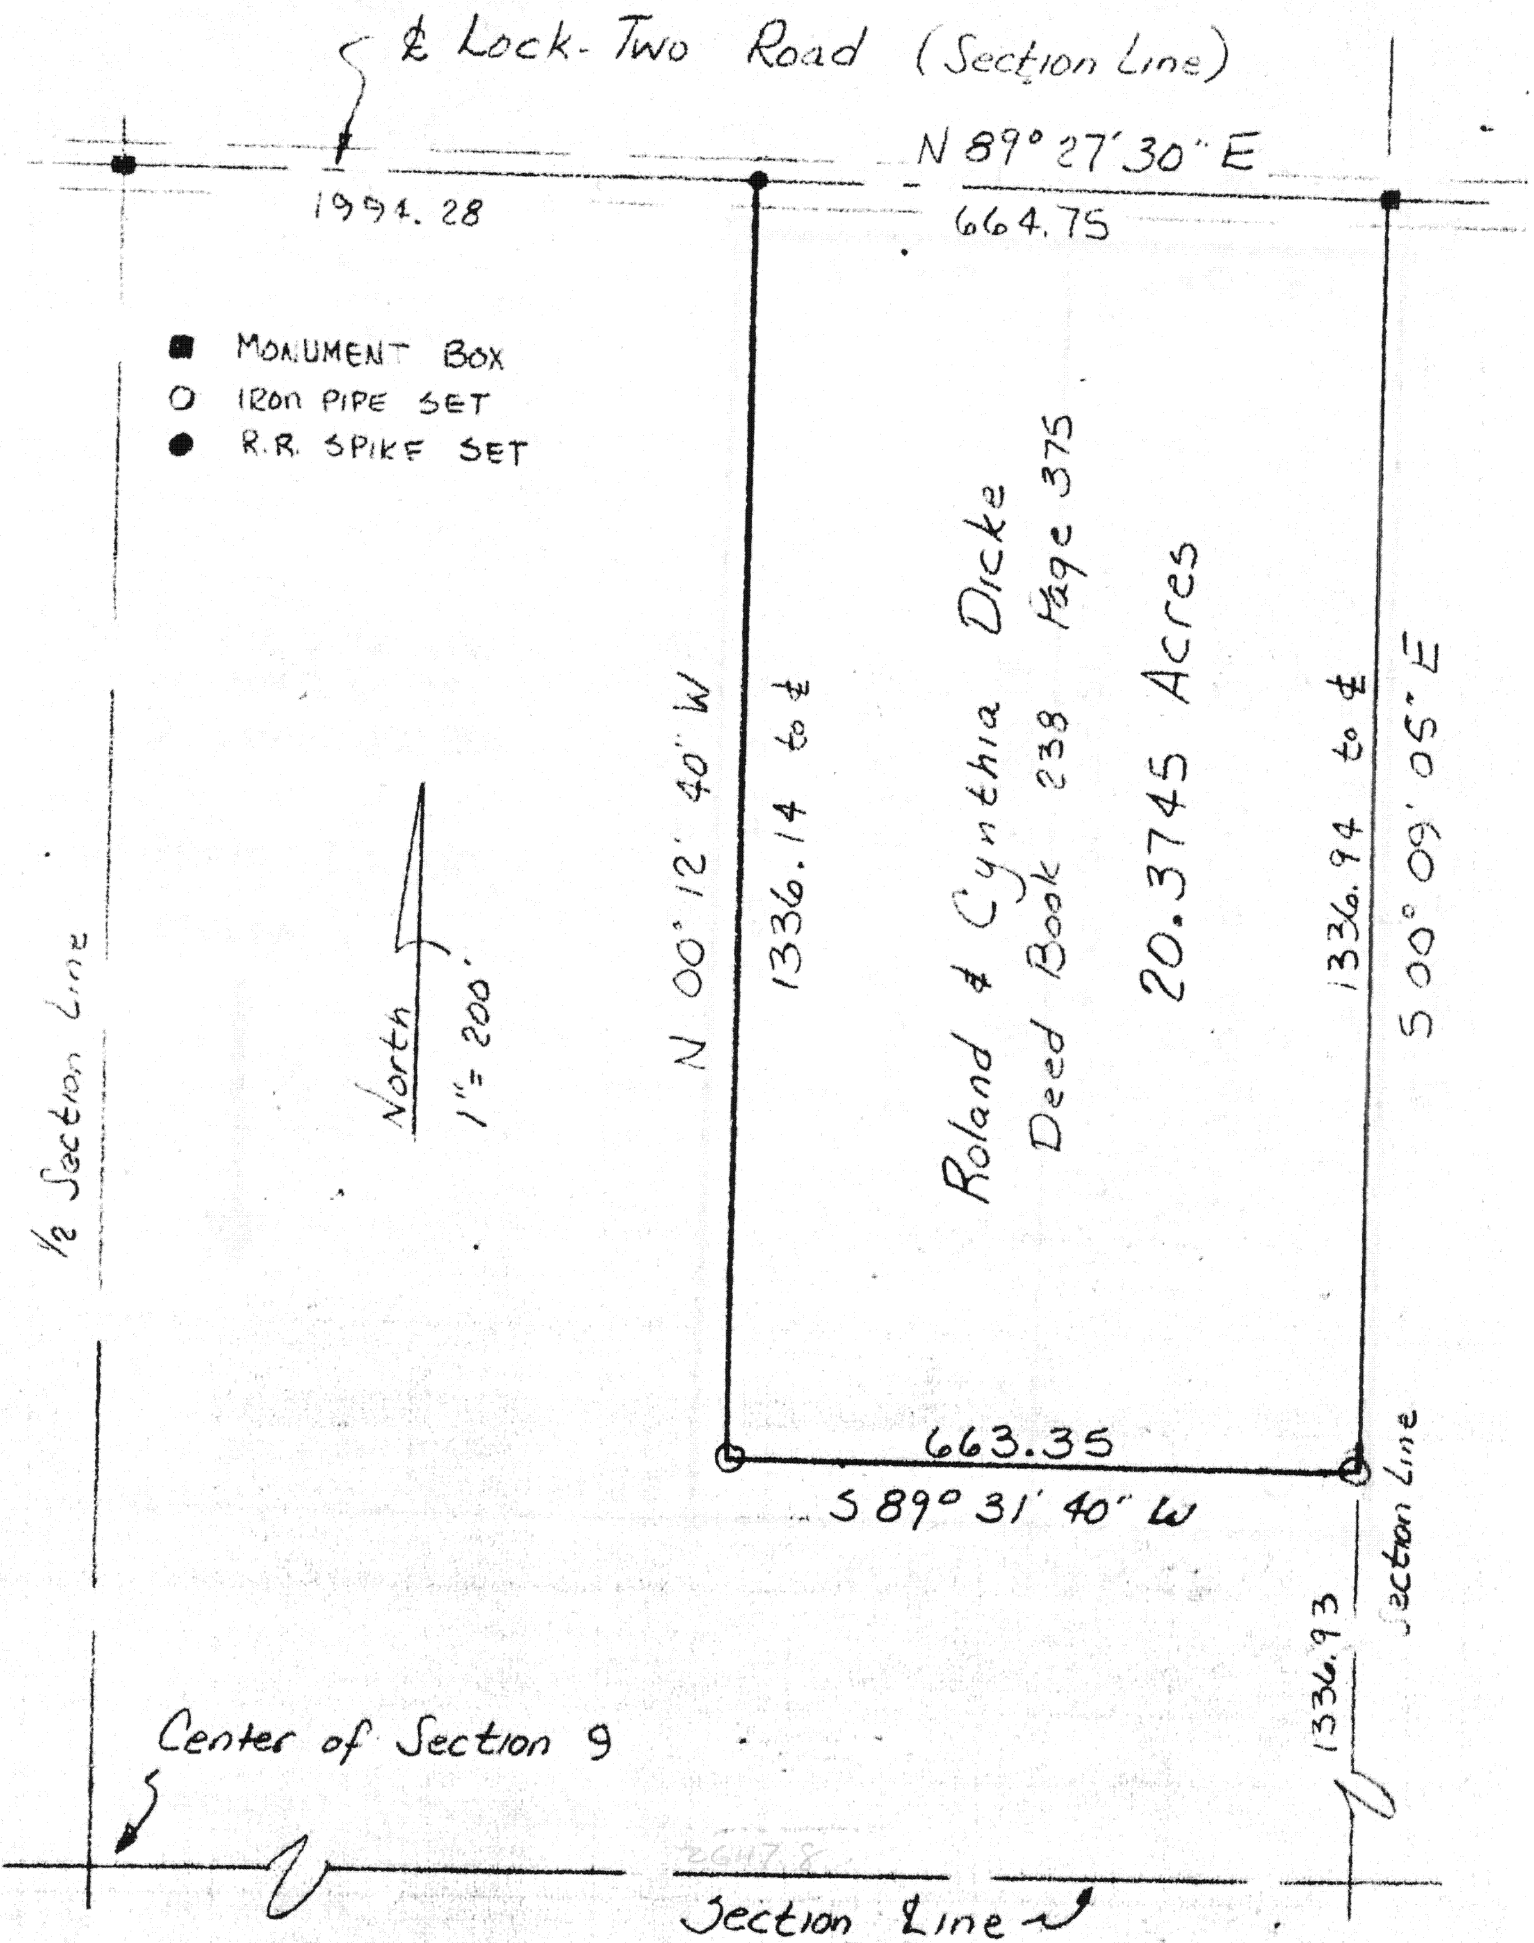 ℄ Lock-Two Road (Section Line)
N 89° 27' 30" E
1994.28
664.75
■ MONUMENT BOX
○ IRon PIPE SET
● R.R. SPIKE SET
N 00° 12' 40" W
1336.14 to ℄
Roland & Cynthia Dicke
Deed Book 238 Page 375
20.3745 Acres
1336.94 to ℄
S 00° 09' 05" E
½ Section Line
North
1" = 200'
663.35
S 89° 31' 40" W
Section Line
1336.93
Center of Section 9
2647.8
Section Line